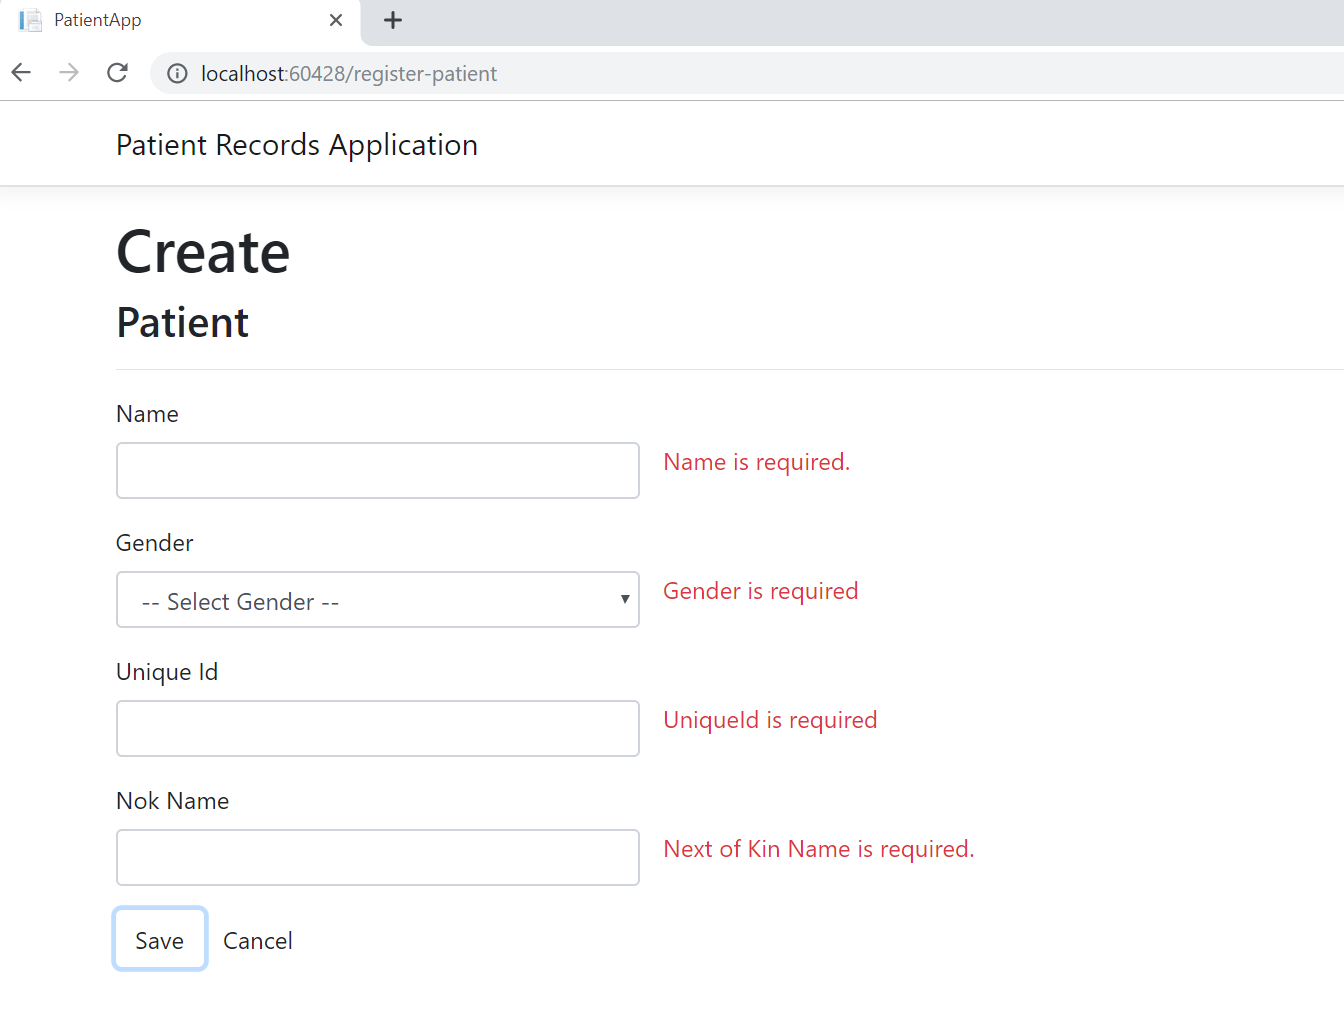 PatientApp
localhost:60428/register-patient
Patient Records Application
Create
Patient
Name
Name is required.
Gender
-- Select Gender --
Gender is required
Unique Id
UniqueId is required
Nok Name
Next of Kin Name is required.
Save Cancel